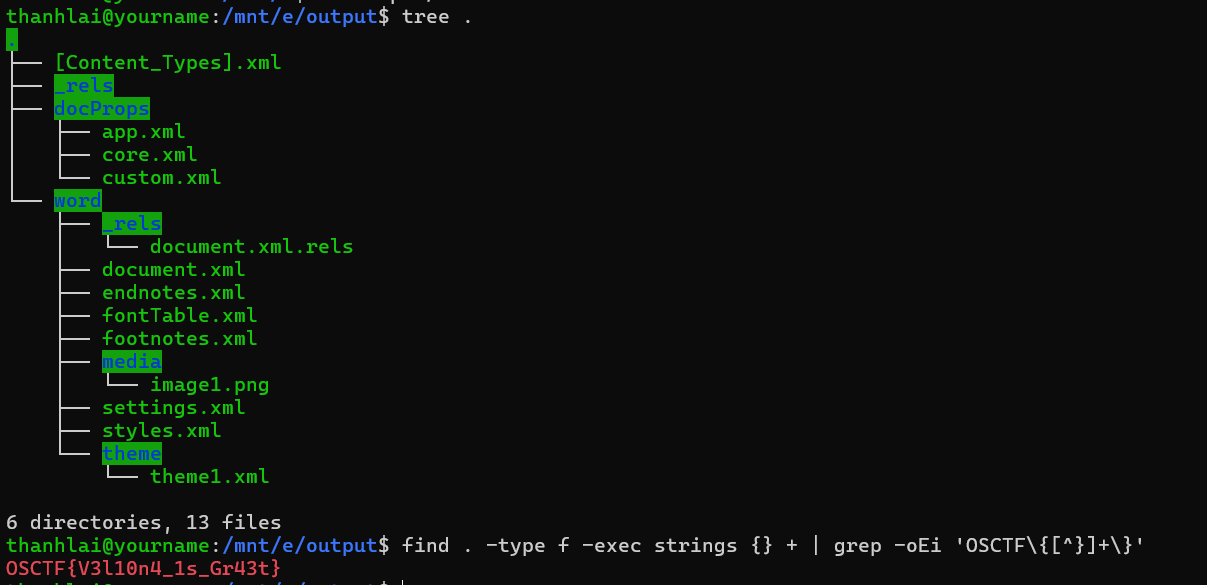 thanhlai@yourname:/mnt/e/output$ tree .
.
├── [Content_Types].xml
├── _rels
├── docProps
│   ├── app.xml
│   ├── core.xml
│   └── custom.xml
└── word
    ├── _rels
    │   └── document.xml.rels
    ├── document.xml
    ├── endnotes.xml
    ├── fontTable.xml
    ├── footnotes.xml
    ├── media
    │   └── image1.png
    ├── settings.xml
    ├── styles.xml
    └── theme
        └── theme1.xml
6 directories, 13 files
thanhlai@yourname:/mnt/e/output$ find . -type f -exec strings {} + | grep -oEi 'OSCTF\{[^}]+\}'
OSCTF{V3l10n4_1s_Gr43t}